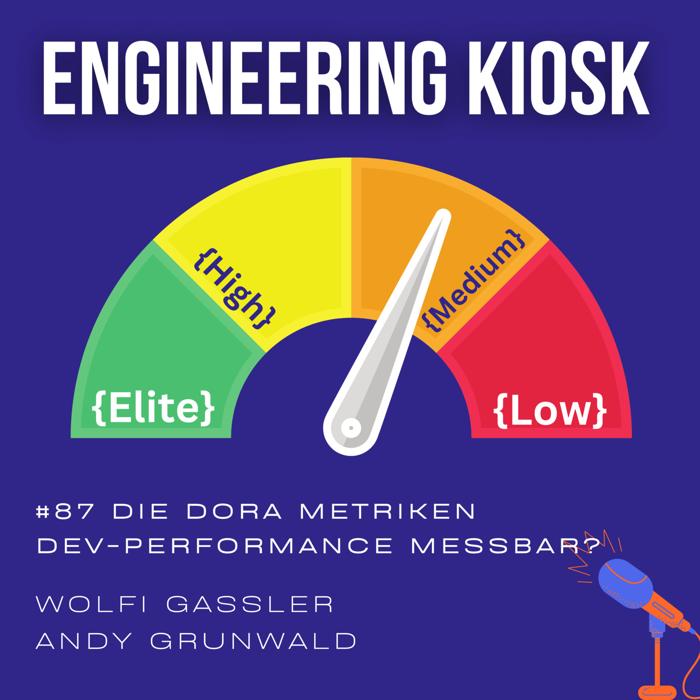 ENGINEERING KIOSK
{High}
{Medium}
{Elite}
{Low}
#87 DIE DORA METRIKEN
DEV-PERFORMANCE MESSBAR?
WOLFI GASSLER
ANDY GRUNWALD